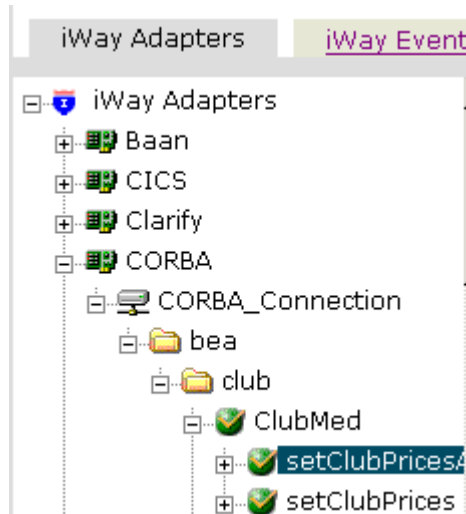 iWay Adapters iWay Event
iWay Adapters
Baan
CICS
Clarify
CORBA
CORBA_Connection
bea
club
ClubMed
setClubPricesA
setClubPrices